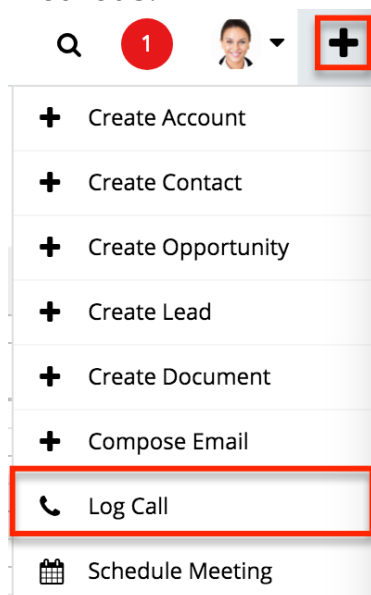 1
Create Account
Create Contact
Create Opportunity
Create Lead
Create Document
Compose Email
Log Call
Schedule Meeting